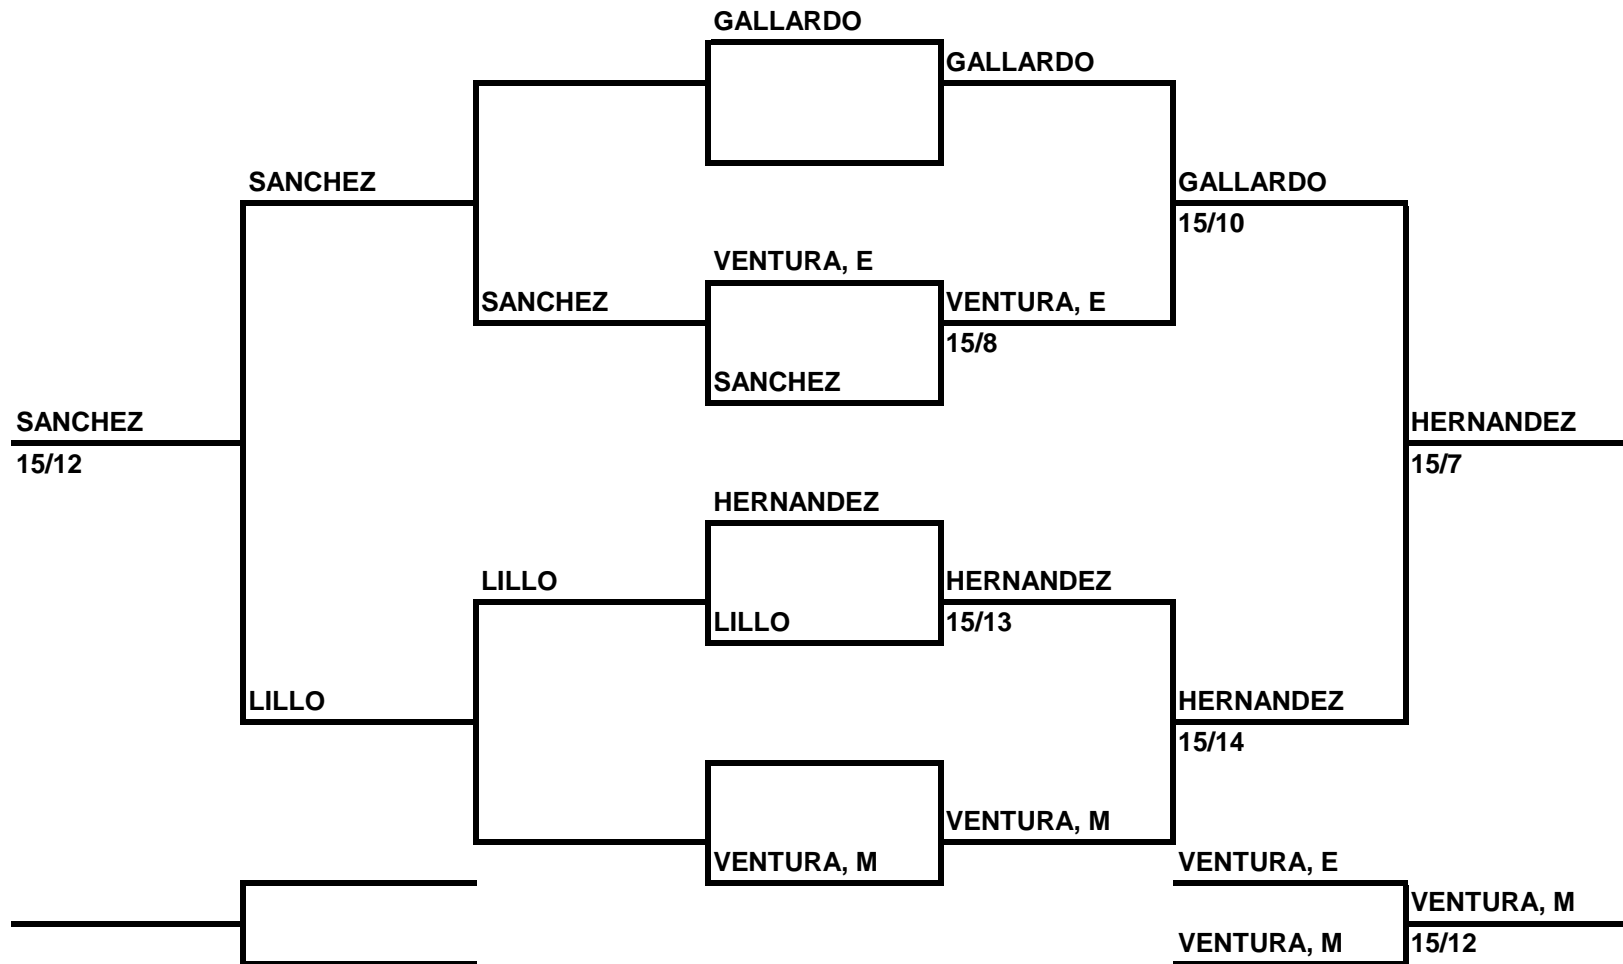 GALLARDO
GALLARDO
SANCHEZ
GALLARDO
15/10
VENTURA, E
SANCHEZ
VENTURA, E
15/8
SANCHEZ
SANCHEZ
HERNANDEZ
15/12
15/7
HERNANDEZ
LILLO
HERNANDEZ
LILLO
15/13
LILLO
HERNANDEZ
15/14
VENTURA, M
VENTURA, M
VENTURA, E
VENTURA, M
VENTURA, M
15/12